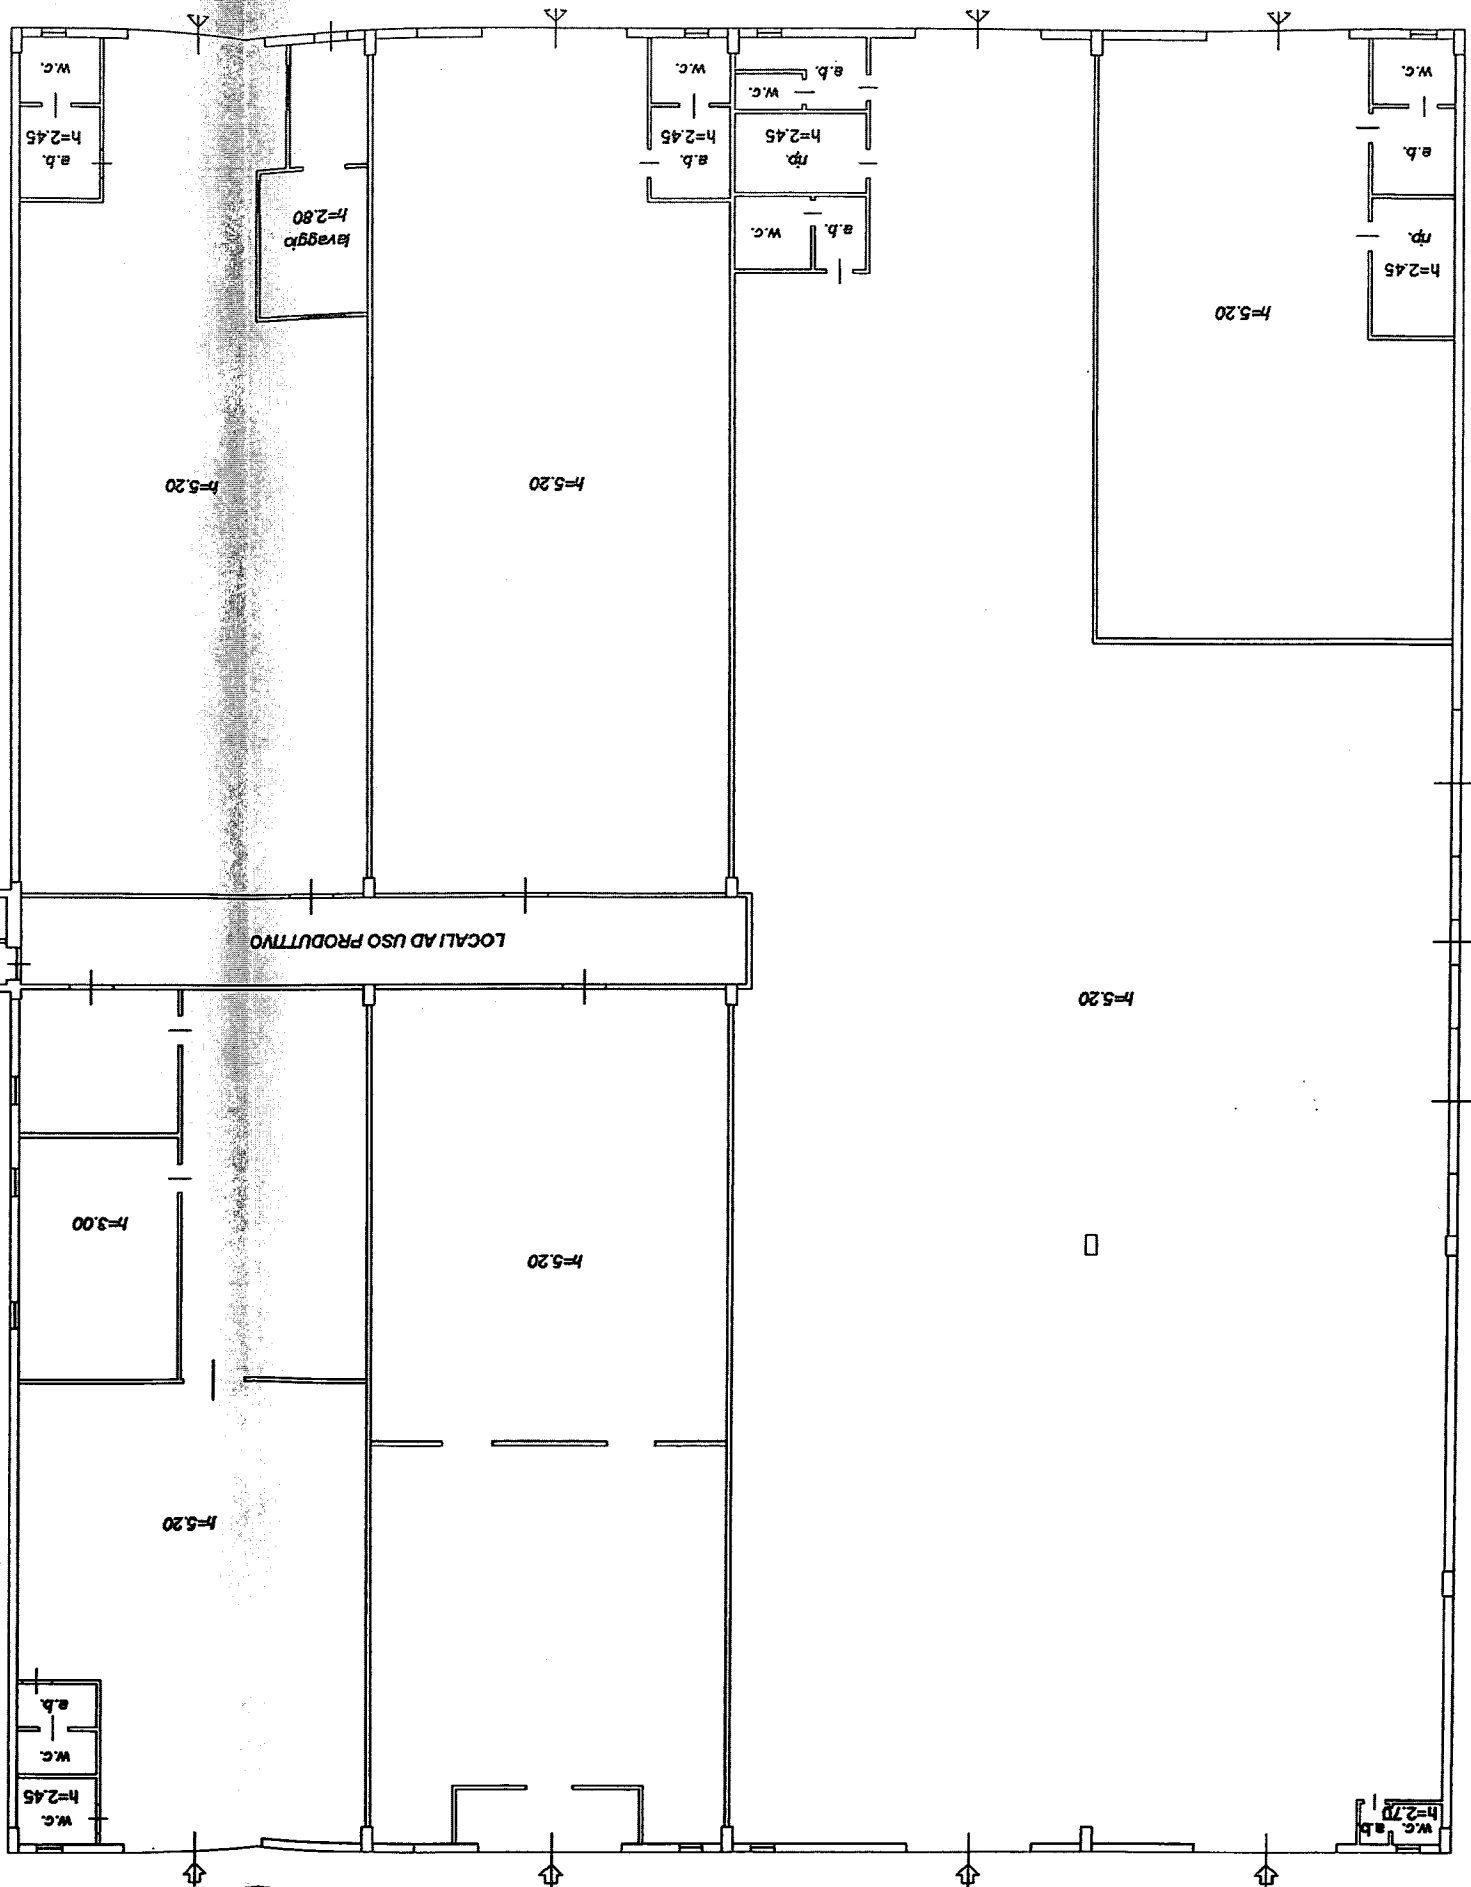 w.c. a.b
h=2.70
w.c.
h=2.45
w.c.
a.b.
h=5.20
h=5.20
h=3.00
h=5.20
LOCALI AD USO PRODUTTIVO
h=5.20
h=5.20
h=5.20
h=2.45
rip.
a.b. w.c.
lavaggio
h=2.80
a.b.
rip.
h=2.45
a.b.
h=2.45
a.b.
h=2.45
w.c.
a.b.
w.c.
w.c.
w.c.